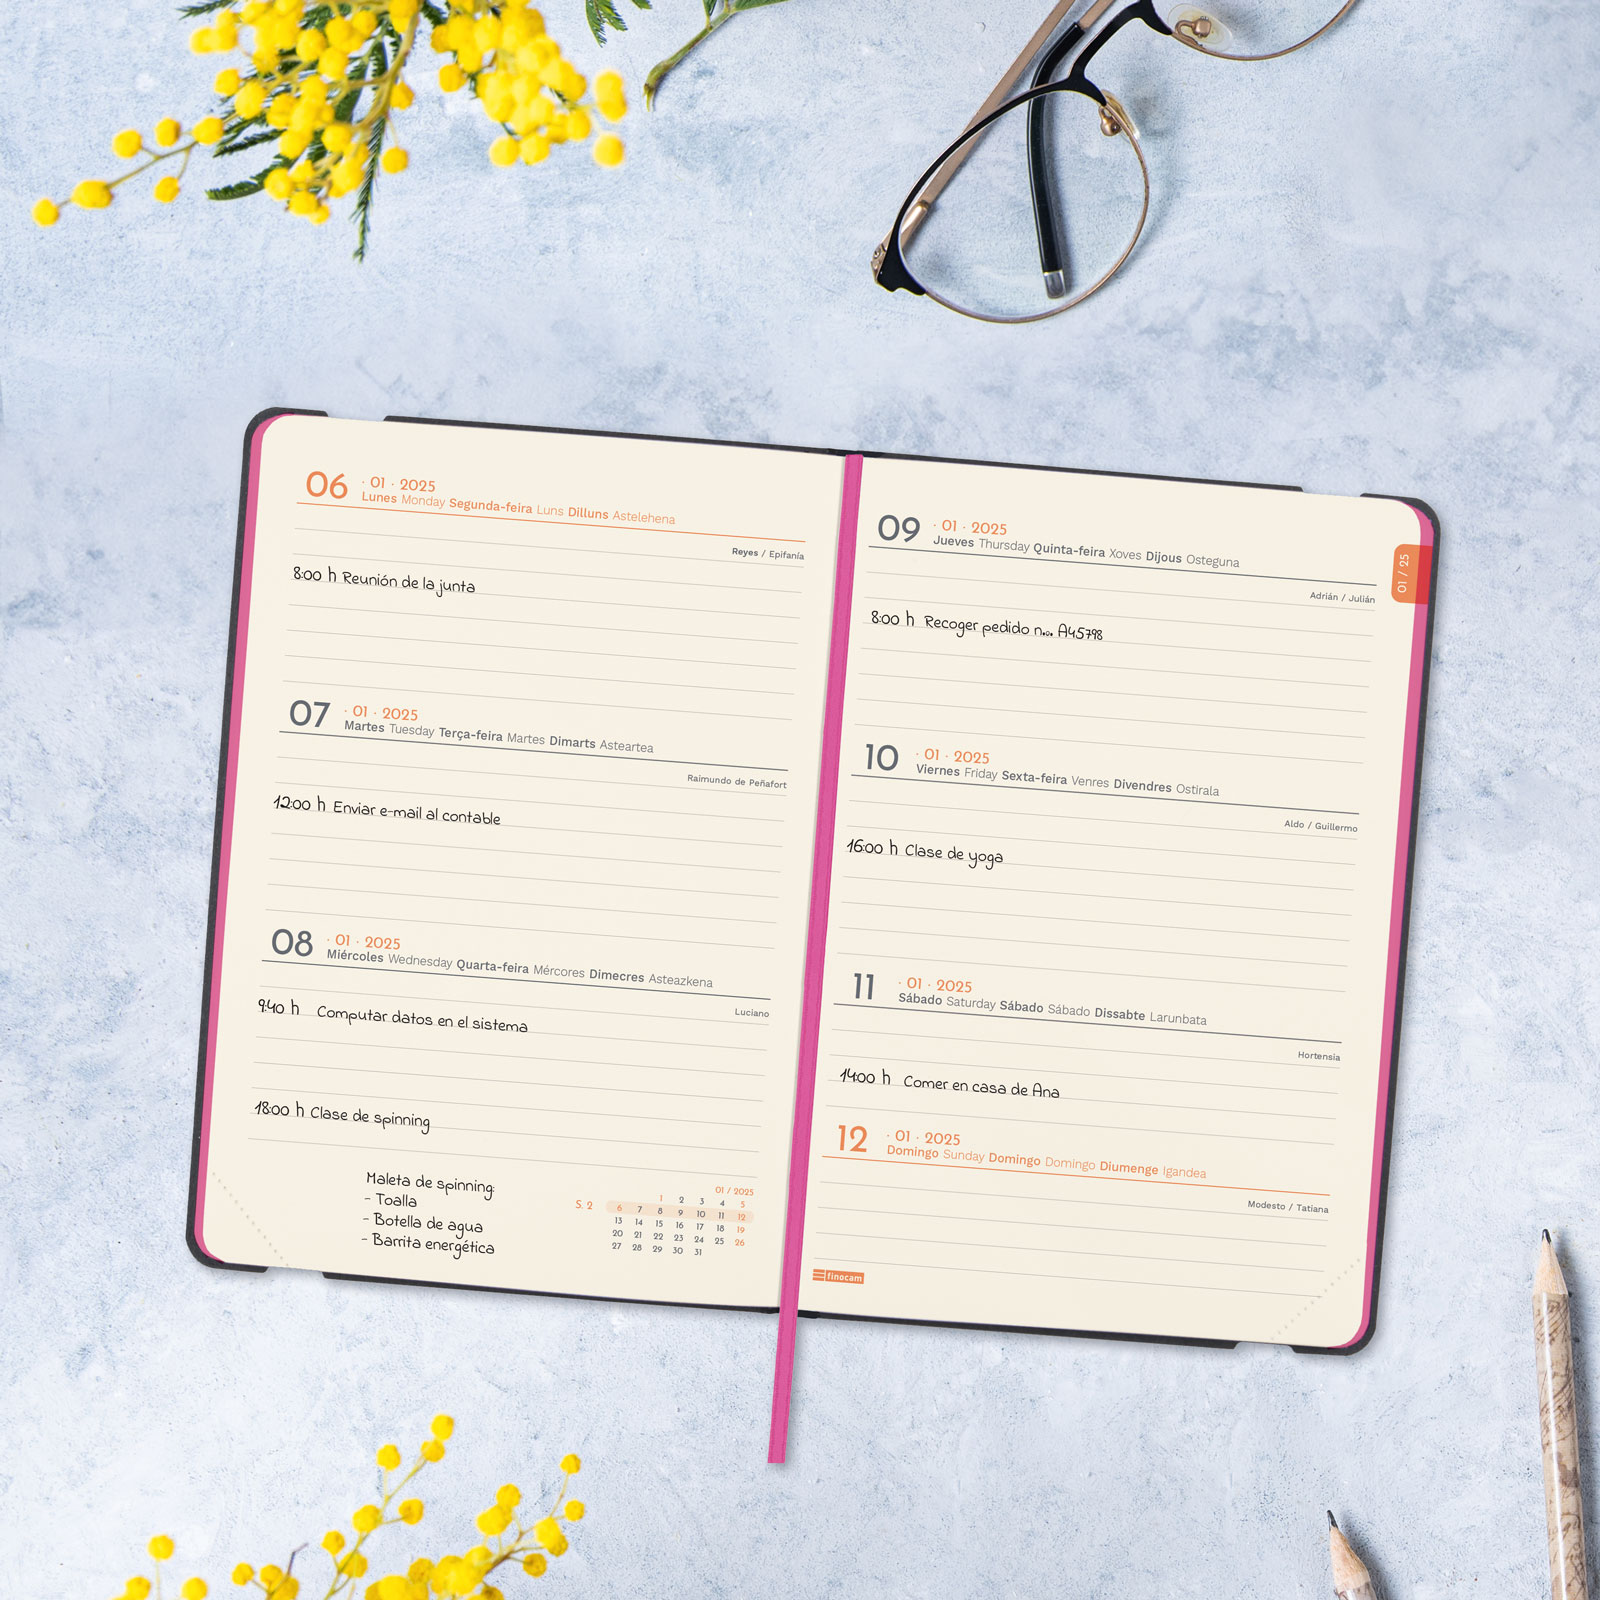 06 · 01 · 2025
Lunes Monday Segunda-feira Luns Dilluns Astelehena
Reyes / Epifanía
8:00 h Reunión de la junta
07 · 01 · 2025
Martes Tuesday Terça-feira Martes Dimarts Asteartea
Raimundo de Peñafort
12:00 h Enviar e-mail al contable
08 · 01 · 2025
Miércoles Wednesday Quarta-feira Mércores Dimecres Asteazkena
Luciano
9:40 h Computar datos en el sistema
18:00 h Clase de spinning
Maleta de spinning:
- Toalla
- Botella de agua
- Barrita energética
01 / 2025
1 2 3 4 5
S. 2 6 7 8 9 10 11 12
13 14 15 16 17 18 19
20 21 22 23 24 25 26
27 28 29 30 31
09 · 01 · 2025
Jueves Thursday Quinta-feira Xoves Dijous Osteguna
Adrián / Julián
01 / 25
8:00 h Recoger pedido n.º. A45798
10 · 01 · 2025
Viernes Friday Sexta-feira Venres Divendres Ostirala
Aldo / Guillermo
16:00 h Clase de yoga
11 · 01 · 2025
Sábado Saturday Sábado Sábado Dissabte Larunbata
Hortensia
14:00 h Comer en casa de Ana
12 · 01 · 2025
Domingo Sunday Domingo Domingo Diumenge Igandea
Modesto / Tatiana
finocam